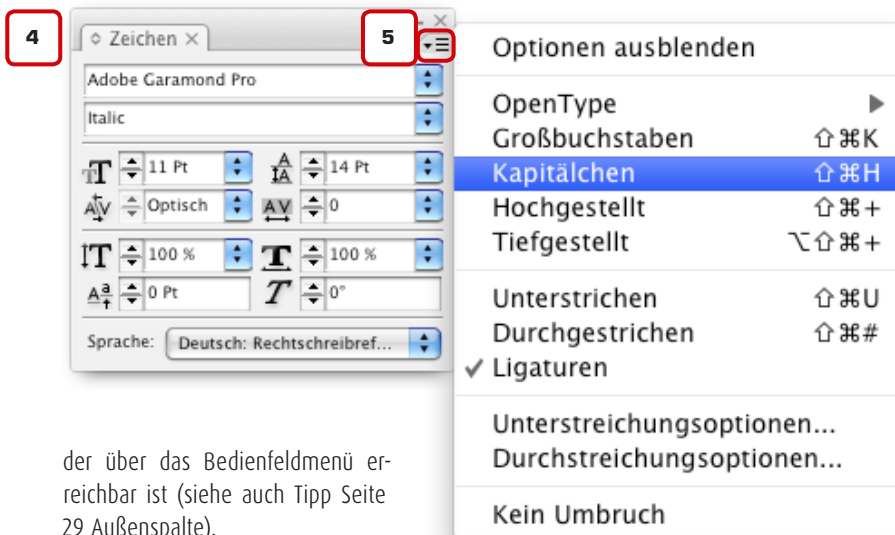 4
Zeichen
5
Adobe Garamond Pro
Italic
11 Pt
14 Pt
Optisch
0
100 %
100 %
0 Pt
0°
Sprache: Deutsch: Rechtschreibref...
der über das Bedienfeldmenü er-
reichbar ist (siehe auch Tipp Seite
29 Außenspalte).
Optionen ausblenden
OpenType
Großbuchstaben ⇧⌘K
Kapitälchen ⇧⌘H
Hochgestellt ⇧⌘+
Tiefgestellt ⌥⇧⌘+
Unterstrichen ⇧⌘U
Durchgestrichen ⇧⌘#
✓ Ligaturen
Unterstreichungsoptionen...
Durchstreichungsoptionen...
Kein Umbruch